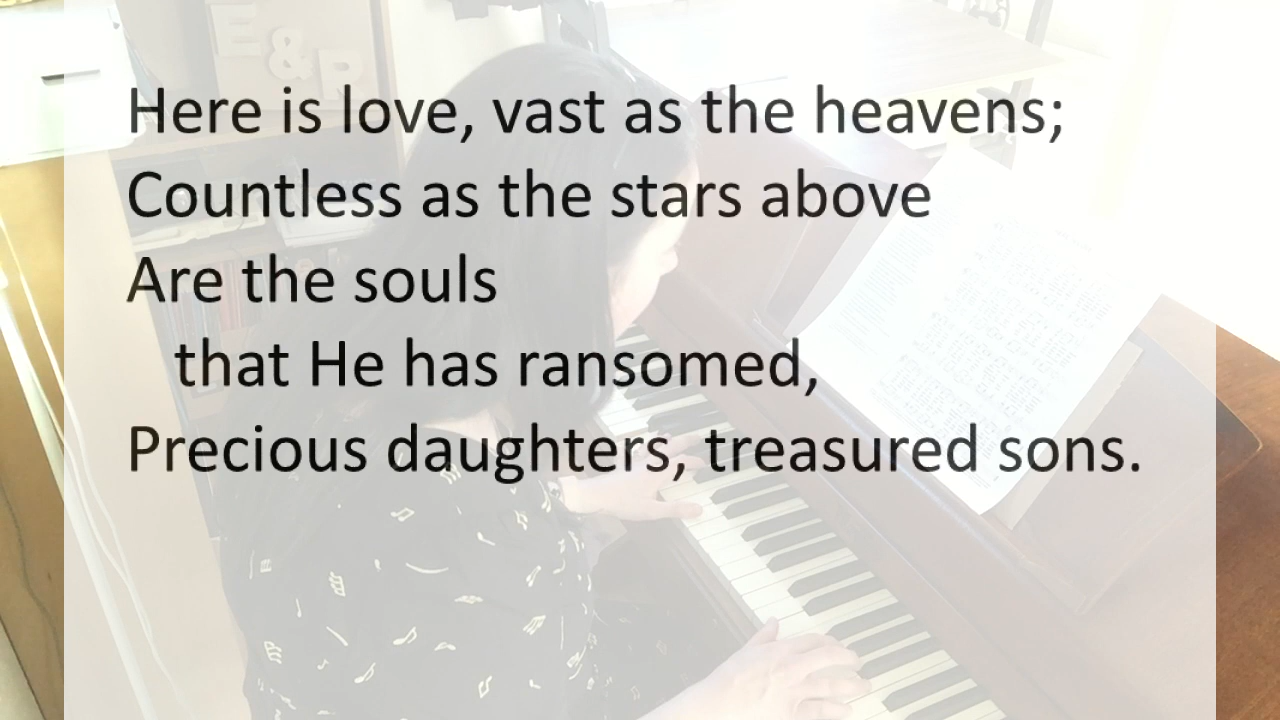 E&R
Here is love, vast as the heavens;
Countless as the stars above
Are the souls
that He has ransomed,
Precious daughters, treasured sons.